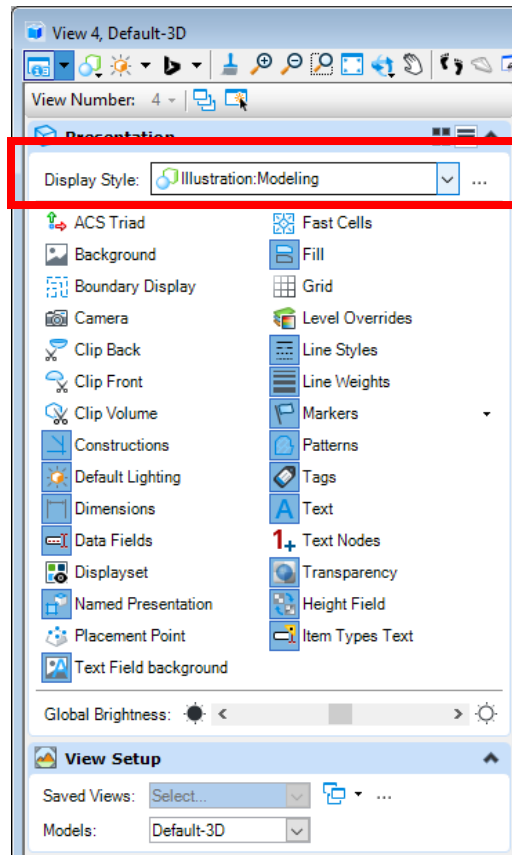 View 4, Default-3D
View Number: 4
Presentation
Display Style: Illustration:Modeling ...
ACS Triad Fast Cells
Background Fill
Boundary Display Grid
Camera Level Overrides
Clip Back Line Styles
Clip Front Line Weights
Clip Volume Markers
Constructions Patterns
Default Lighting Tags
Dimensions Text
Data Fields Text Nodes
Displayset Transparency
Named Presentation Height Field
Placement Point Item Types Text
Text Field background
Global Brightness:
View Setup
Saved Views: Select... ...
Models: Default-3D